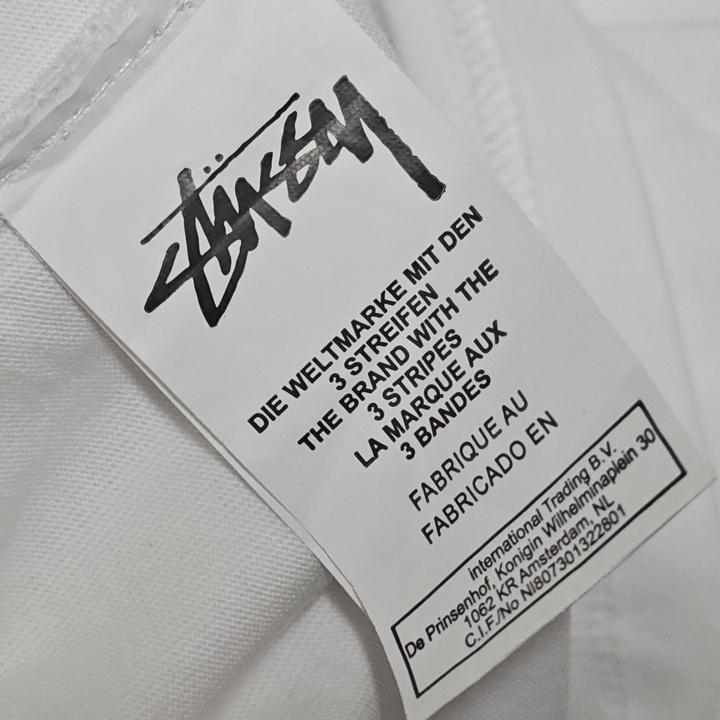 Stüssy
DIE WELTMARKE MIT DEN
3 STREIFEN
THE BRAND WITH THE
3 STRIPES
LA MARQUE AUX
3 BANDES
FABRIQUE AU
FABRICADO EN
international Trading B.V.
De Prinsenhof, Konigin Wilhelminaplein 30
1062 KR Amsterdam, NL
C.I.F./No NI807301322801